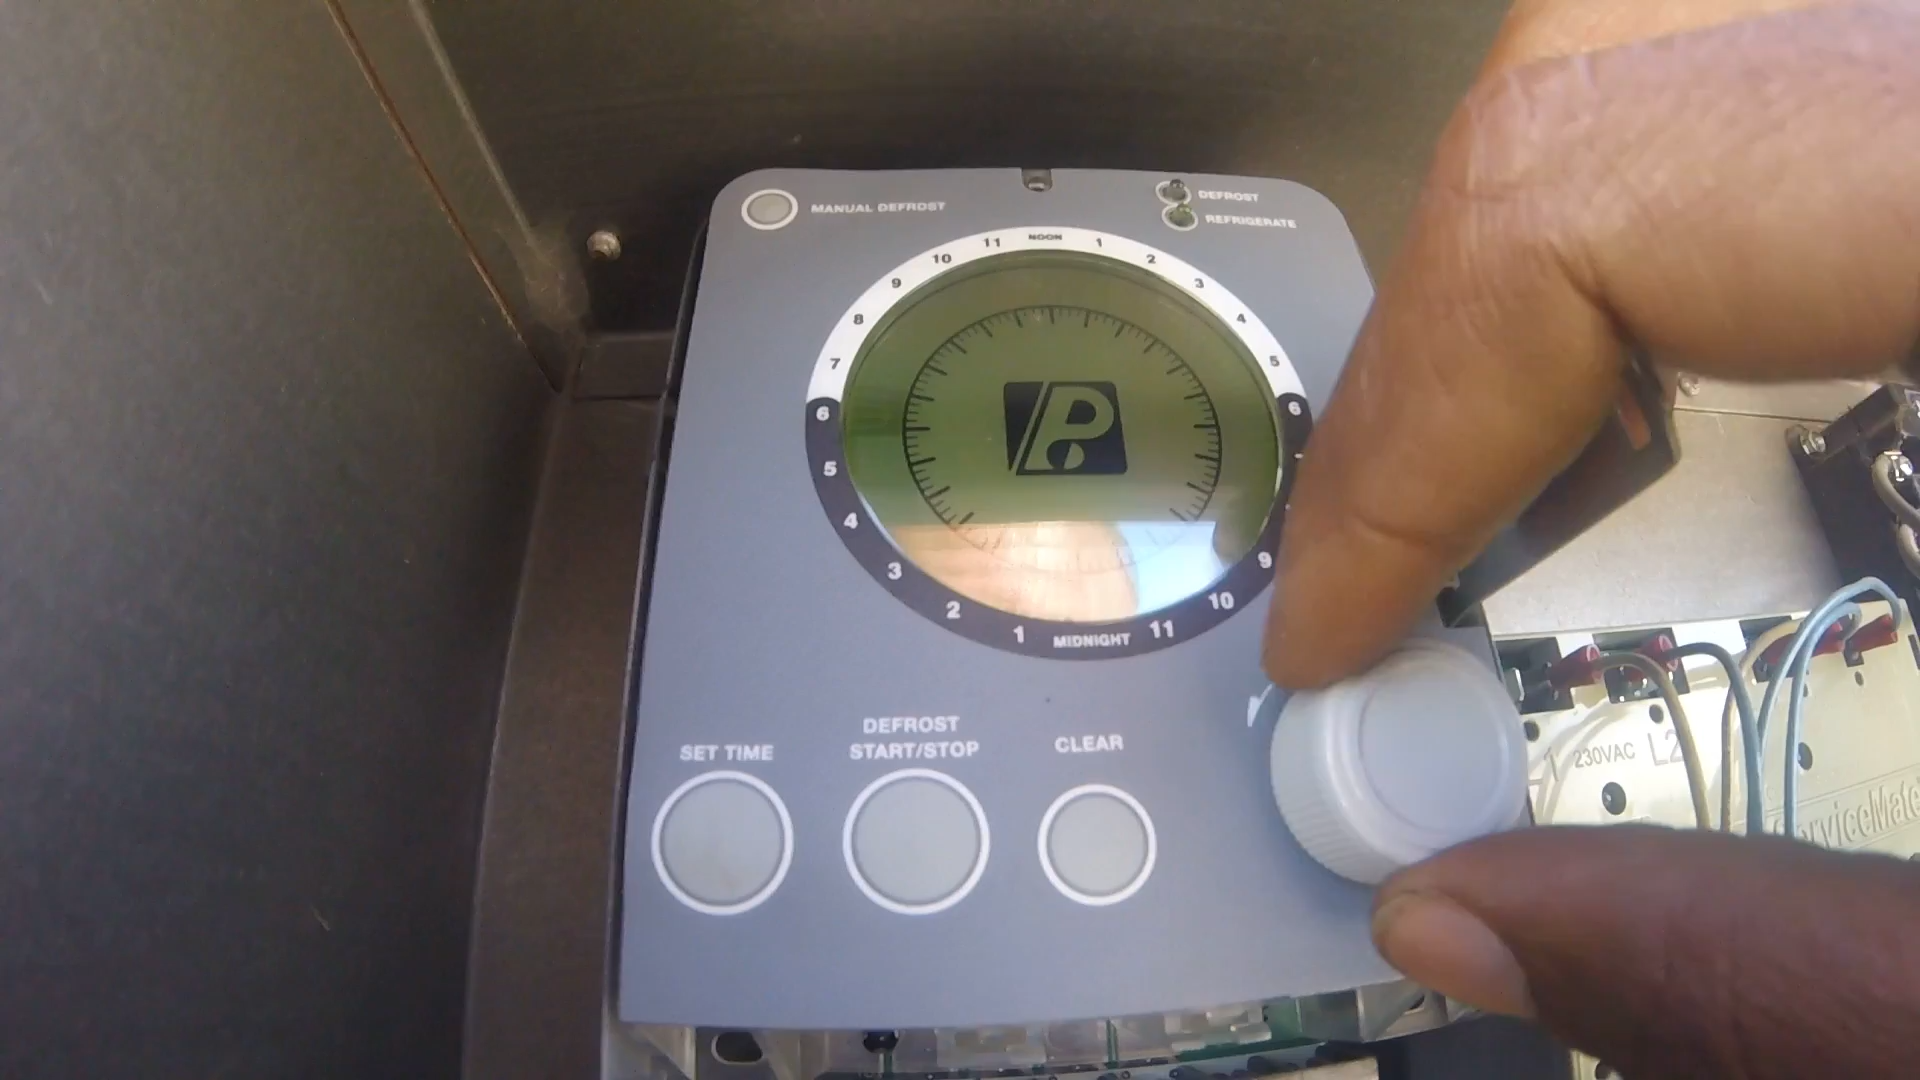 MANUAL DEFROST
DEFROST
REFRIGERATE
11 NOON 1
10 2
9 3
8 4
7 5
6 6
5
4
3 9
2 10
1 MIDNIGHT 11
SET TIME
DEFROST
START/STOP
CLEAR
P
230VAC L2